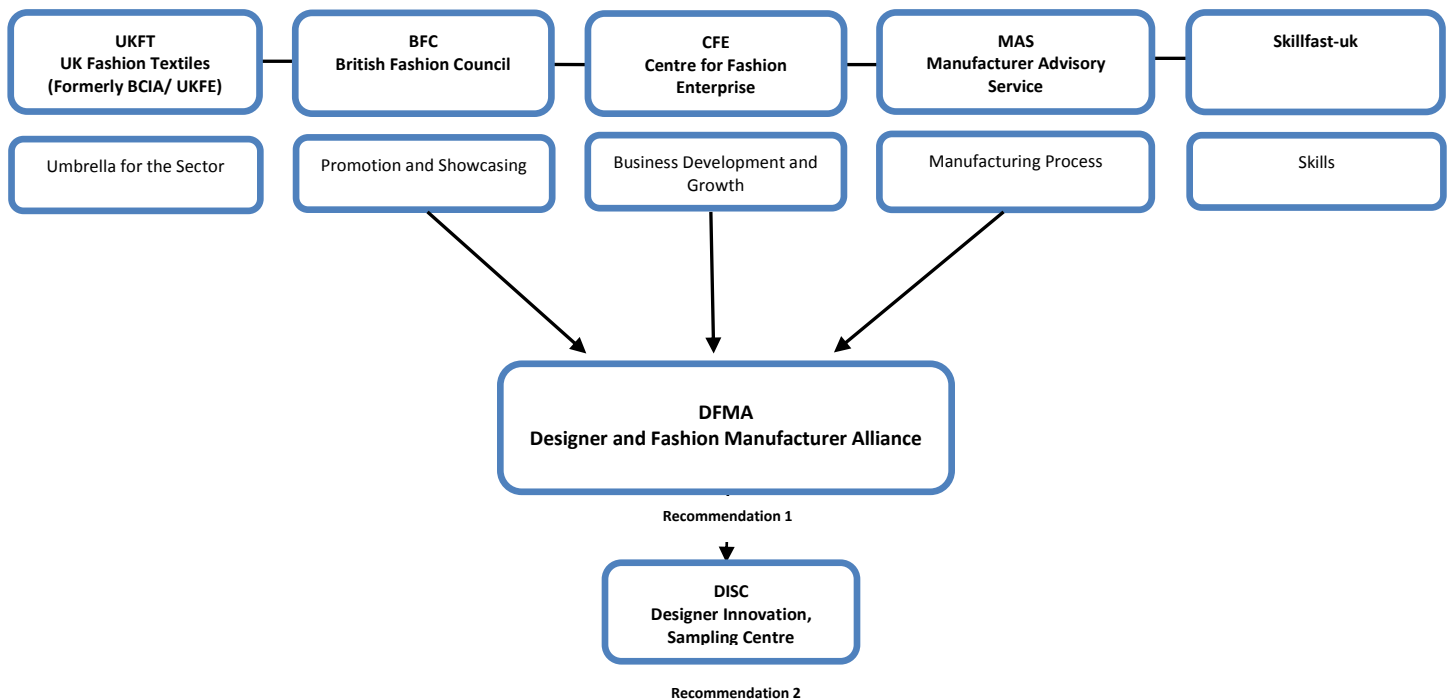 UKFT
UK Fashion Textiles
(Formerly BCIA/ UKFE)
BFC
British Fashion Council
CFE
Centre for Fashion
Enterprise
MAS
Manufacturer Advisory
Service
Skillfast-uk
Umbrella for the Sector
Promotion and Showcasing
Business Development and
Growth
Manufacturing Process
Skills
DFMA
Designer and Fashion Manufacturer Alliance
Recommendation 1
DISC
Designer Innovation,
Sampling Centre
Recommendation 2